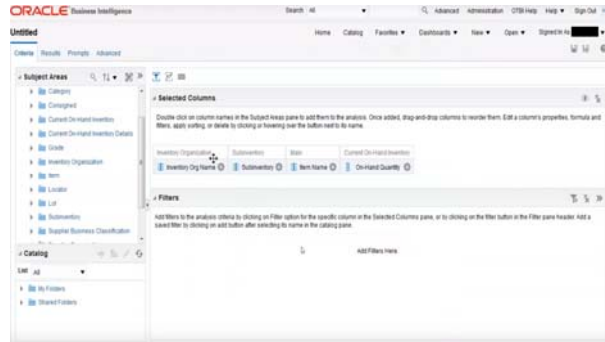 ORACLE Business Intelligence
Search All
Advanced Administration OTBI Help Help Sign Out
Untitled
Home Catalog Favorites Dashboards New Open Signed In As
Criteria Results Prompts Advanced
Subject Areas
Category
Consigned
Current On-Hand Inventory
Current On-Hand Inventory Details
Grade
Inventory Organization
Item
Locator
Lot
Subinventory
Supplier Business Classification
Catalog
List All
My Folders
Shared Folders
Selected Columns
Double click on column names in the Subject Areas pane to add them to the analysis. Once added, drag-and-drop columns to reorder them. Edit a column's properties, formula and
filters, apply sorting, or delete by clicking or hovering over the button next to its name.
Inventory Organization Subinventory Main Current On-Hand Inventory
Inventory Org Name Subinventory Item Name On-Hand Quantity
Filters
Add filters to the analysis criteria by clicking on Filter option for the specific column in the Selected Columns pane, or by clicking on the filter button in the Filter pane header. Add a
saved filter by clicking on add button after selecting its name in the catalog pane.
Add Filters Here